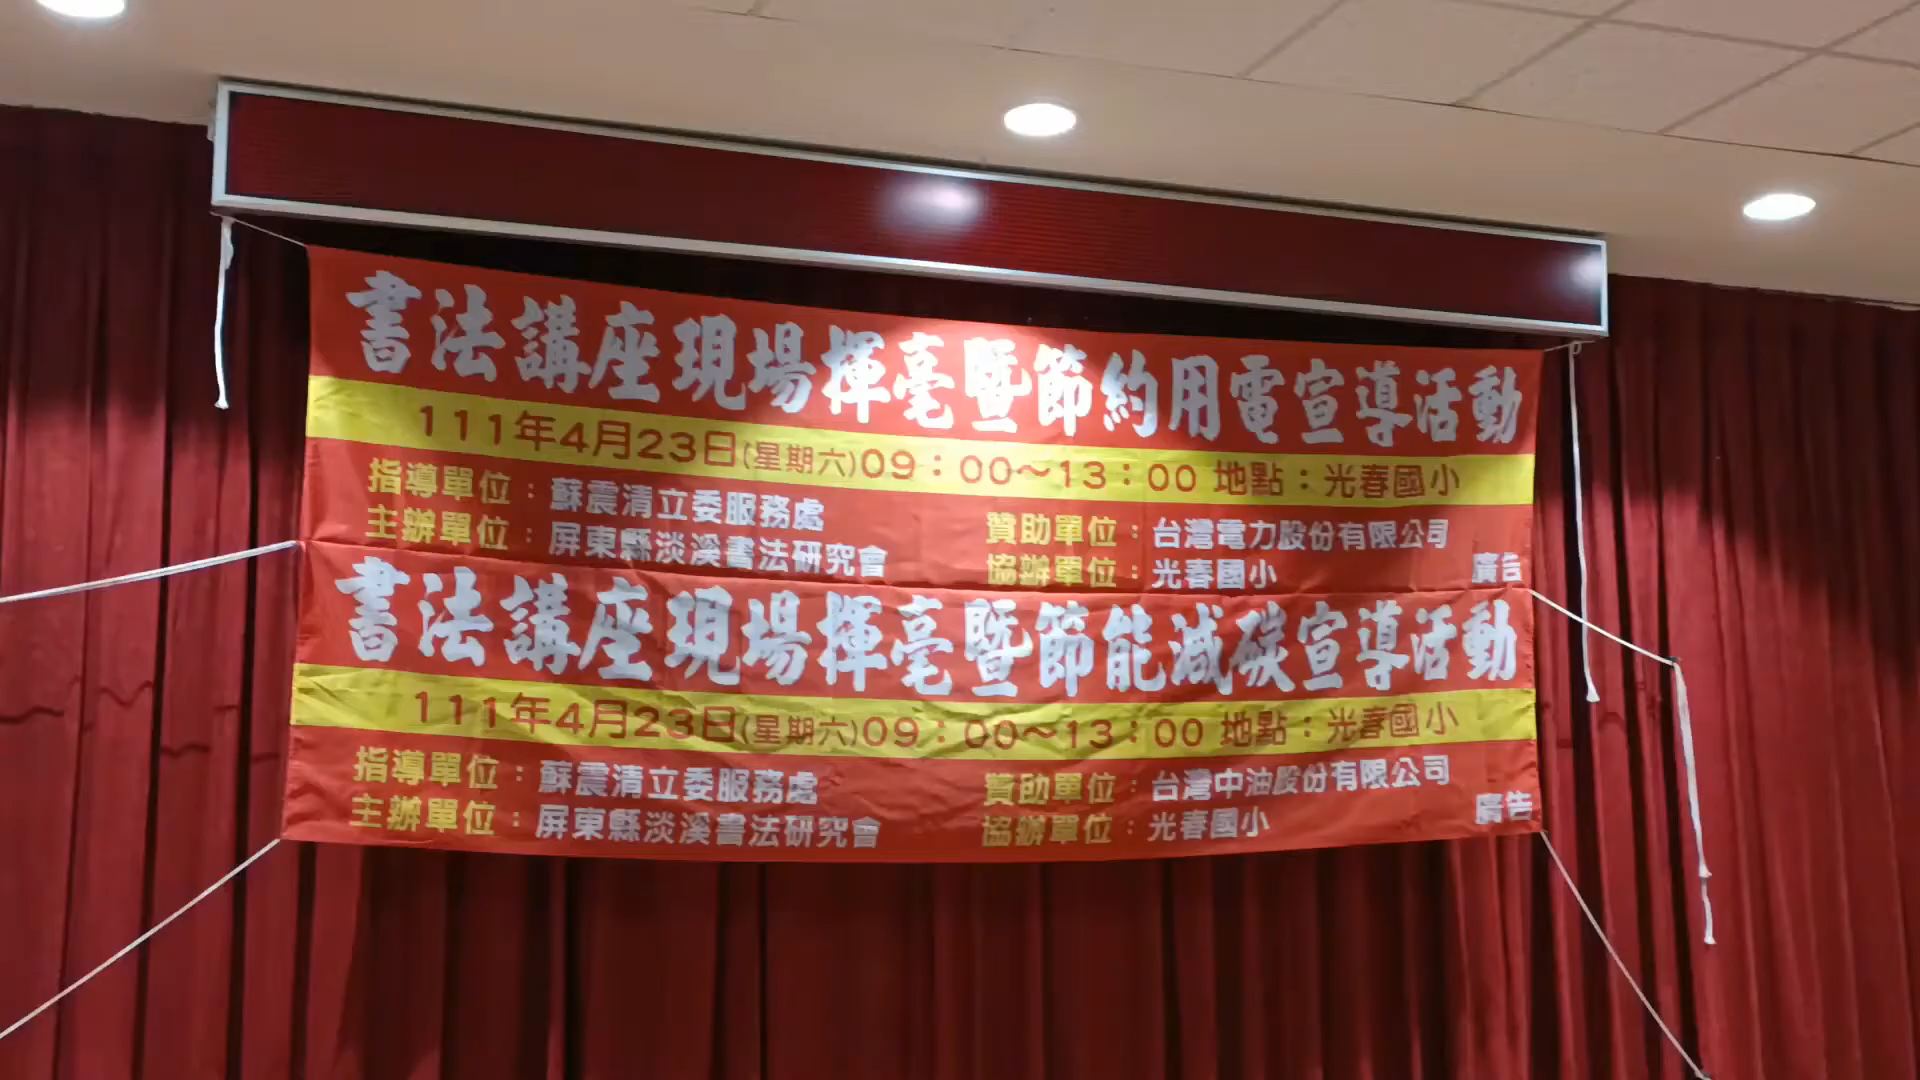 書法講座現場揮毫暨節約用電宣導活動
111年4月23日(星期六)09：00～13：00 地點：光春國小
指導單位：蘇震清立委服務處
主辦單位：屏東縣淡溪書法研究會
贊助單位：台灣電力股份有限公司
協辦單位：光春國小
廣告
書法講座現場揮毫暨節能減碳宣導活動
111年4月23日(星期六)09：00～13：00 地點：光春國小
指導單位：蘇震清立委服務處
主辦單位：屏東縣淡溪書法研究會
贊助單位：台灣中油股份有限公司
協辦單位：光春國小
廣告